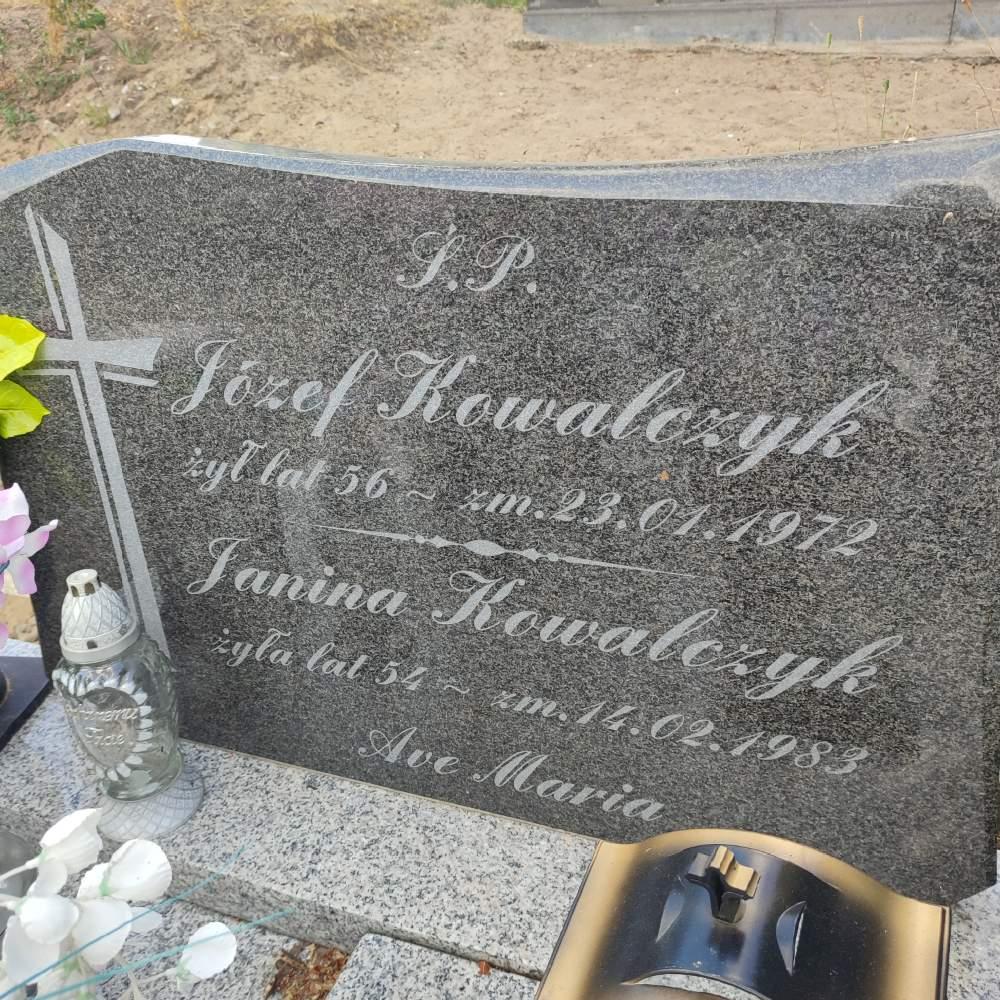 Ś.P.
Józef Kowalczyk
żył lat 56 ~ zm.23.01.1972
Janina Kowalczyk
żyła lat 54 ~ zm.14.02.1983
Ave Maria